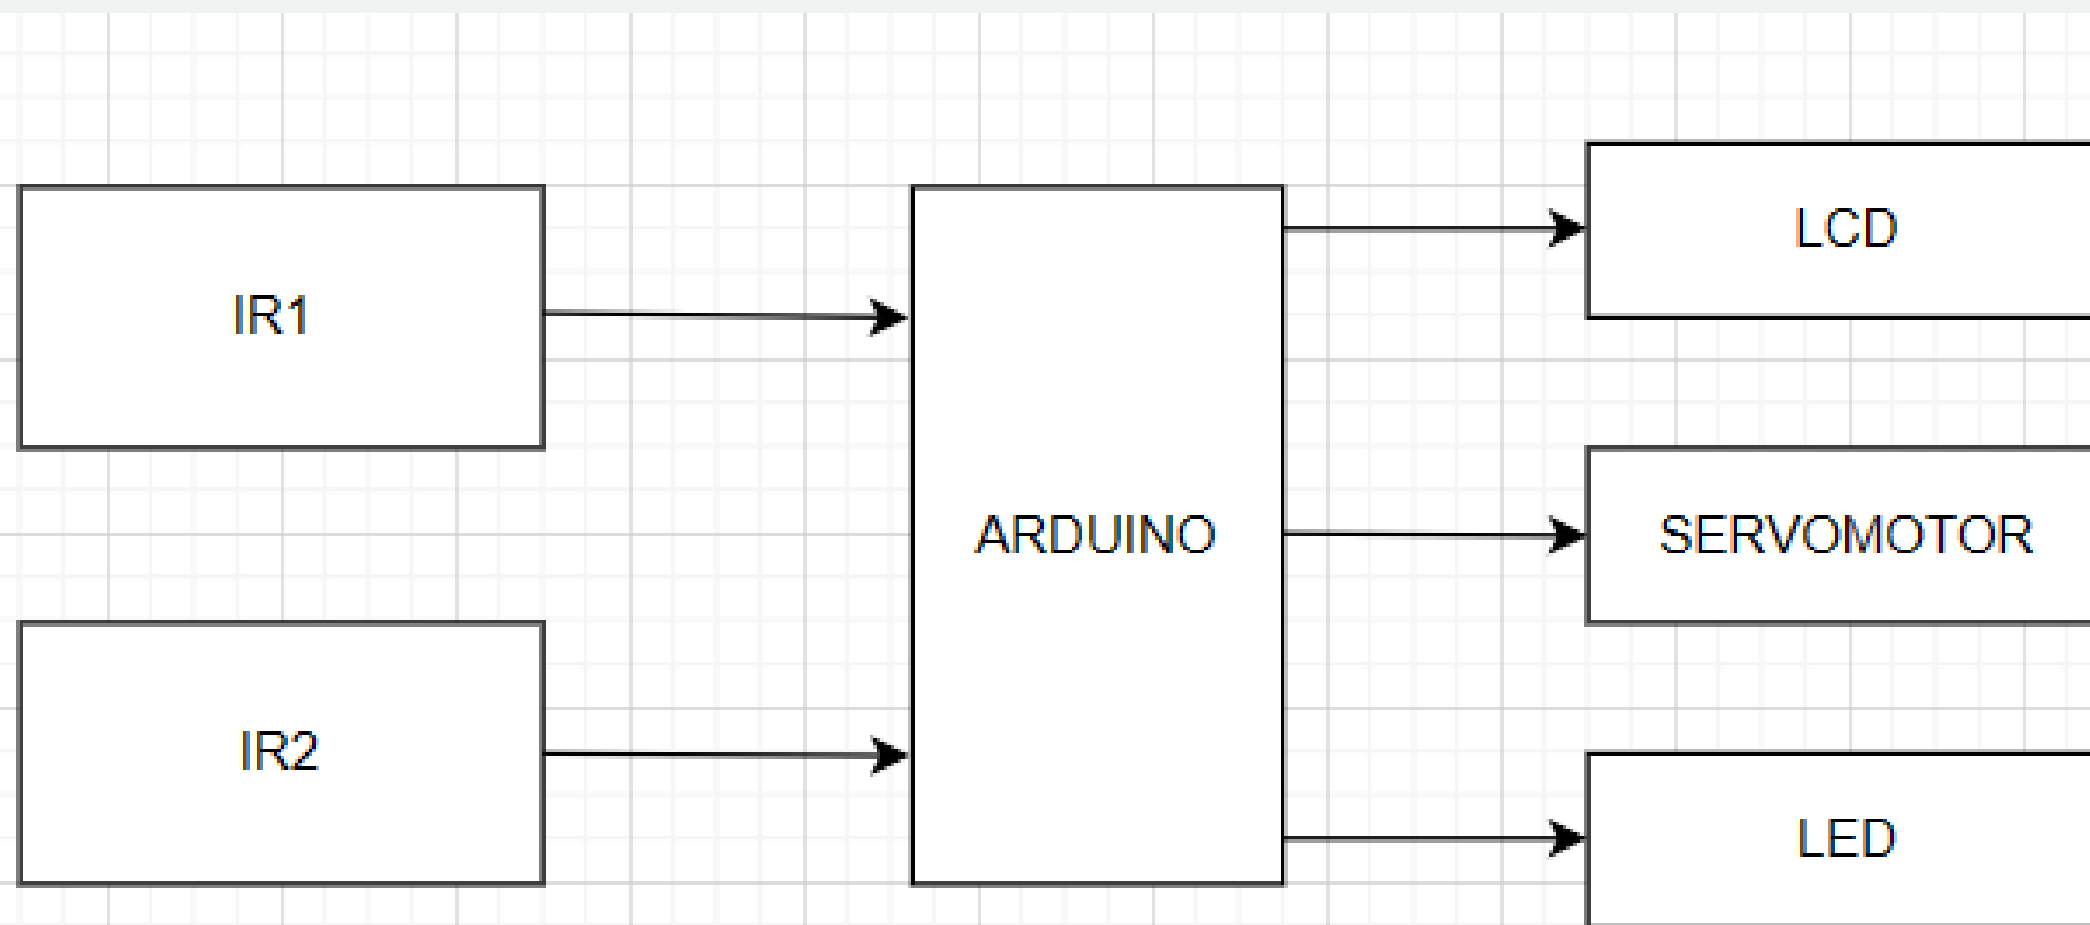 IR1
IR2
ARDUINO
LCD
SERVOMOTOR
LED